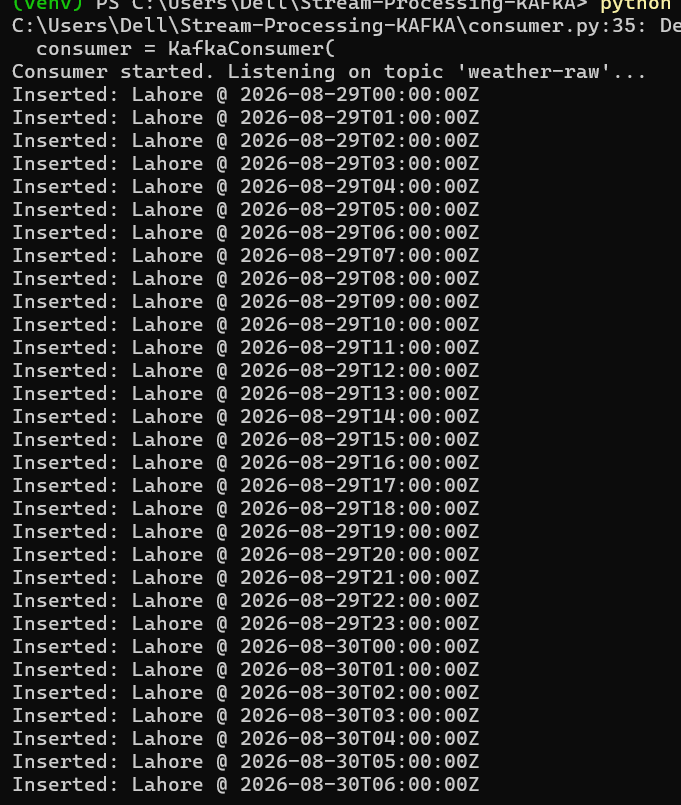 (venv) PS C:\Users\Dell\Stream-Processing-KAFKA> python
C:\Users\Dell\Stream-Processing-KAFKA\consumer.py:35: De
  consumer = KafkaConsumer(
Consumer started. Listening on topic 'weather-raw'...
Inserted: Lahore @ 2026-08-29T00:00:00Z
Inserted: Lahore @ 2026-08-29T01:00:00Z
Inserted: Lahore @ 2026-08-29T02:00:00Z
Inserted: Lahore @ 2026-08-29T03:00:00Z
Inserted: Lahore @ 2026-08-29T04:00:00Z
Inserted: Lahore @ 2026-08-29T05:00:00Z
Inserted: Lahore @ 2026-08-29T06:00:00Z
Inserted: Lahore @ 2026-08-29T07:00:00Z
Inserted: Lahore @ 2026-08-29T08:00:00Z
Inserted: Lahore @ 2026-08-29T09:00:00Z
Inserted: Lahore @ 2026-08-29T10:00:00Z
Inserted: Lahore @ 2026-08-29T11:00:00Z
Inserted: Lahore @ 2026-08-29T12:00:00Z
Inserted: Lahore @ 2026-08-29T13:00:00Z
Inserted: Lahore @ 2026-08-29T14:00:00Z
Inserted: Lahore @ 2026-08-29T15:00:00Z
Inserted: Lahore @ 2026-08-29T16:00:00Z
Inserted: Lahore @ 2026-08-29T17:00:00Z
Inserted: Lahore @ 2026-08-29T18:00:00Z
Inserted: Lahore @ 2026-08-29T19:00:00Z
Inserted: Lahore @ 2026-08-29T20:00:00Z
Inserted: Lahore @ 2026-08-29T21:00:00Z
Inserted: Lahore @ 2026-08-29T22:00:00Z
Inserted: Lahore @ 2026-08-29T23:00:00Z
Inserted: Lahore @ 2026-08-30T00:00:00Z
Inserted: Lahore @ 2026-08-30T01:00:00Z
Inserted: Lahore @ 2026-08-30T02:00:00Z
Inserted: Lahore @ 2026-08-30T03:00:00Z
Inserted: Lahore @ 2026-08-30T04:00:00Z
Inserted: Lahore @ 2026-08-30T05:00:00Z
Inserted: Lahore @ 2026-08-30T06:00:00Z